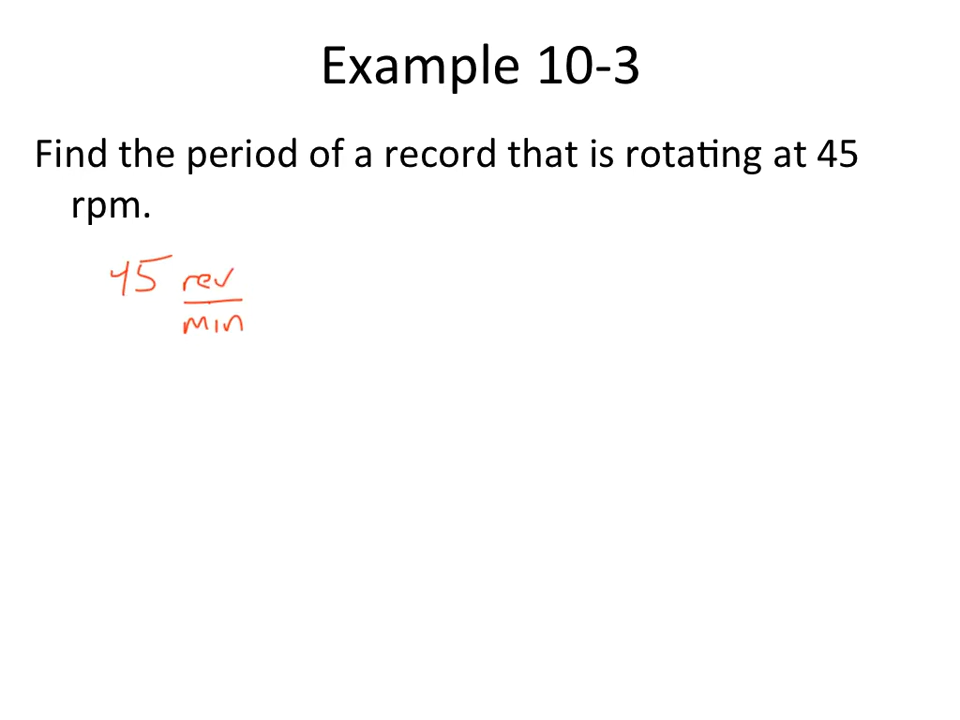 Example 10-3
Find the period of a record that is rotating at 45
rpm.
45 rev
min